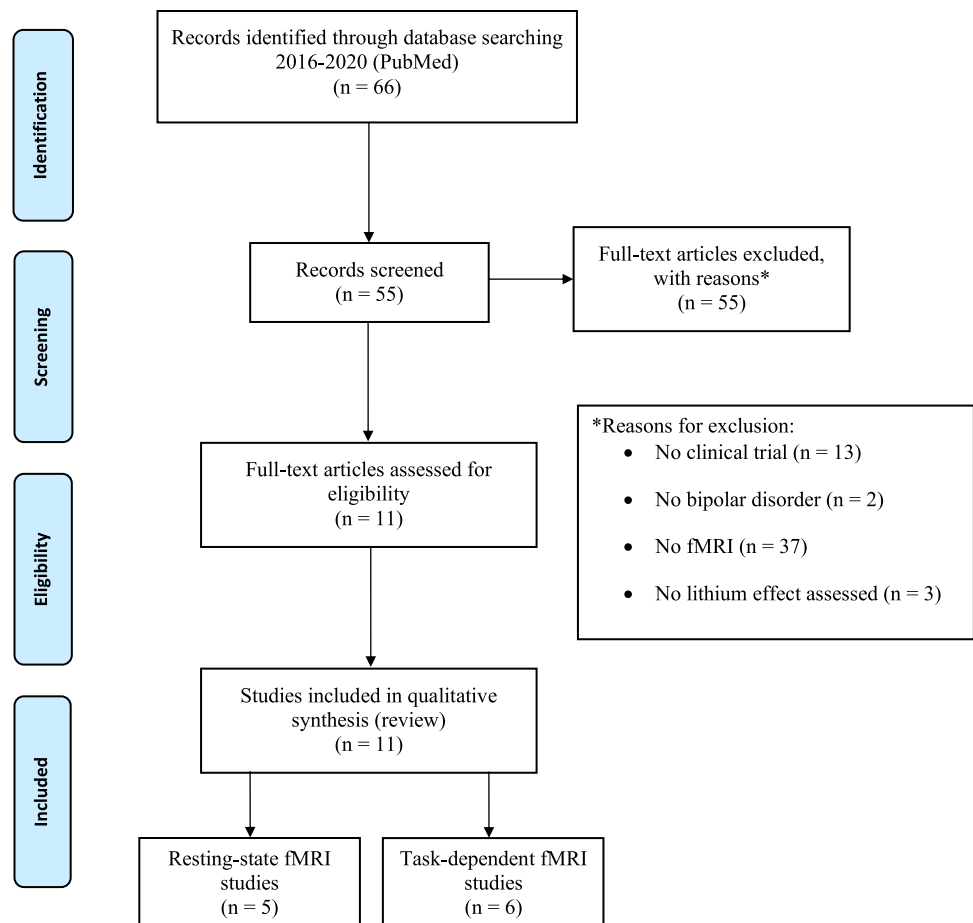 Identification
Records identified through database searching
2016-2020 (PubMed)
(n = 66)
Screening
Records screened
(n = 55)
Full-text articles excluded,
with reasons*
(n = 55)
Eligibility
Full-text articles assessed for
eligibility
(n = 11)
*Reasons for exclusion:
• No clinical trial (n = 13)
• No bipolar disorder (n = 2)
• No fMRI (n = 37)
• No lithium effect assessed (n = 3)
Included
Studies included in qualitative
synthesis (review)
(n = 11)
Resting-state fMRI
studies
(n = 5)
Task-dependent fMRI
studies
(n = 6)